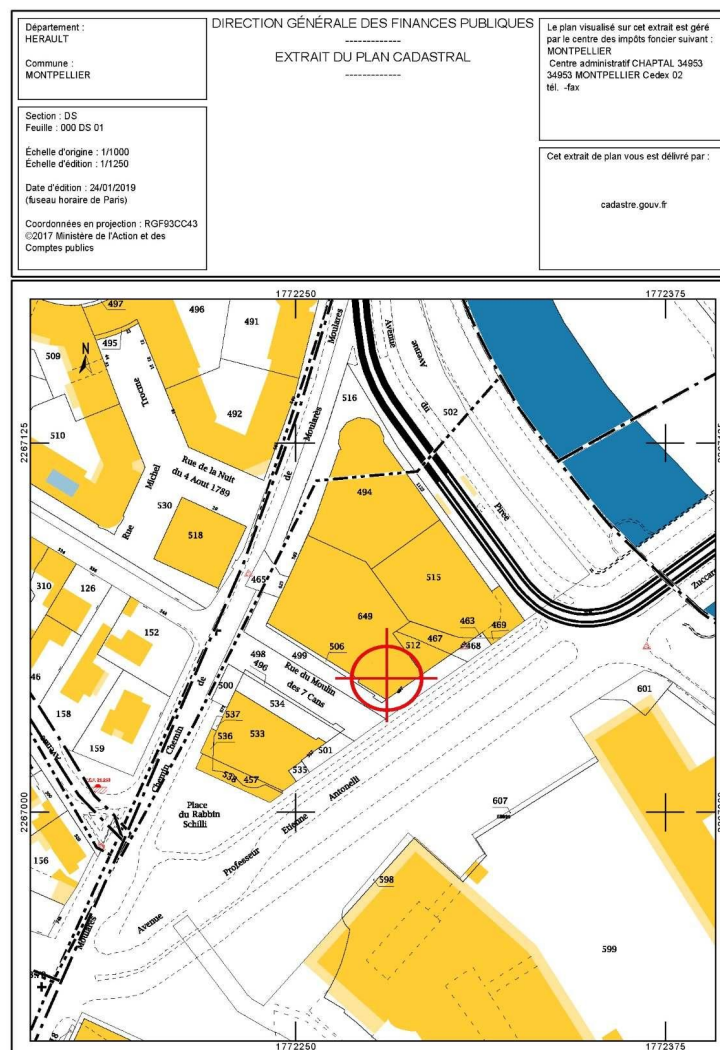 Département :
HERAULT
Commune :
MONTPELLIER
Section : DS
Feuille : 000 DS 01
Échelle d'origine : 1/1000
Échelle d'édition : 1/1250
Date d'édition : 24/01/2019
(fuseau horaire de Paris)
Coordonnées en projection : RGF93CC43
©2017 Ministère de l'Action et des
Comptes publics
DIRECTION GÉNÉRALE DES FINANCES PUBLIQUES
-------------
EXTRAIT DU PLAN CADASTRAL
-------------
Le plan visualisé sur cet extrait est géré
par le centre des impôts foncier suivant :
MONTPELLIER
Centre administratif CHAPTAL 34953
34953 MONTPELLIER Cedex 02
tél. -fax
Cet extrait de plan vous est délivré par :
cadastre.gouv.fr
1772250
1772375
497
496
491
Moulares
Avenue
Avenue
495
N
509
Trocme
516
du
502
492
2267125
510
Moularès
de
Rue de la Nuit
du 4 Aout 1789
Michel
494
530
Rue
518
Pirée
465
515
310
126
Zuccar
649
463
469
152
467
506
512
468
498
499
496
46
Rue du Moulin
des 7 Cans
500
534
601
158
537
Chemin
533
536
501
159
Chemin
535
538
457
Antonelli
2267000
Place
du Rabbin
Schilli
Etienne
607
Professeur
156
598
Avenue
Moulares
599
1772250
1772375